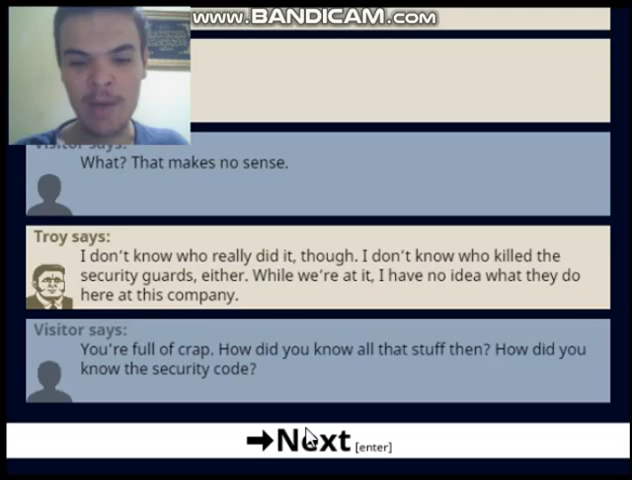 www.BANDICAM.com
Visitor says:
What? That makes no sense.
Troy says:
I don't know who really did it, though. I don't know who killed the
security guards, either. While we're at it, I have no idea what they do
here at this company.
Visitor says:
You're full of crap. How did you know all that stuff then? How did you
know the security code?
→Next [enter]